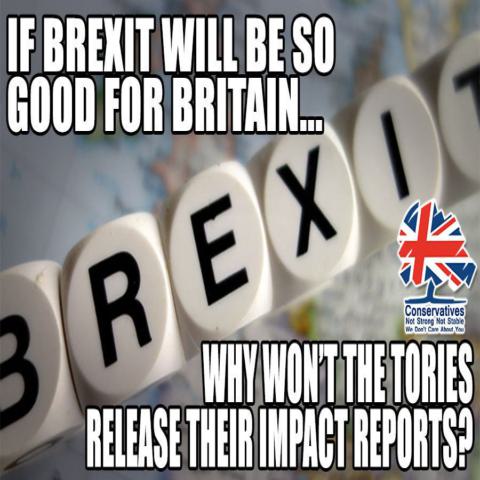 IF BREXIT WILL BE SO
GOOD FOR BRITAIN...
BREXIT
Conservatives
Not Strong Not Stable
We Don't Care About You
WHY WON'T THE TORIES
RELEASE THEIR IMPACT REPORTS?